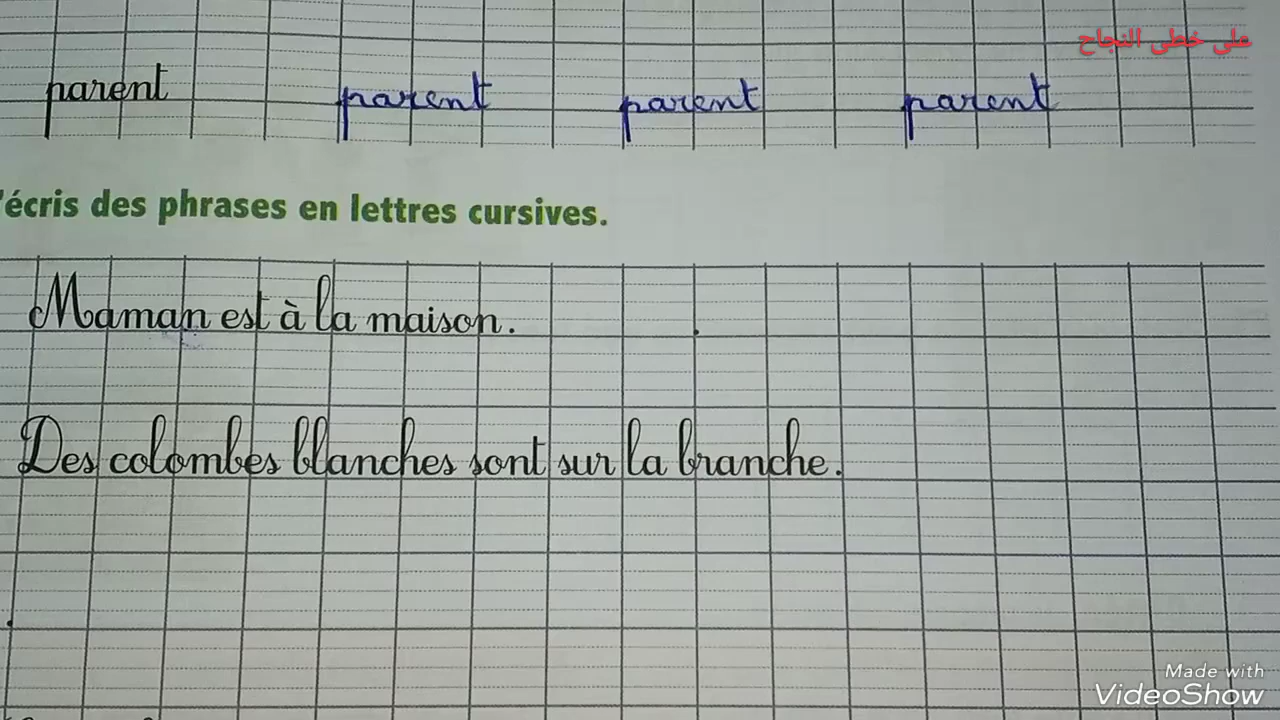 على خطى النجاح
parent parent parent parent
'écris des phrases en lettres cursives.
Maman est à la maison.
Des colombes blanches sont sur la branche.
Made with
VideoShow